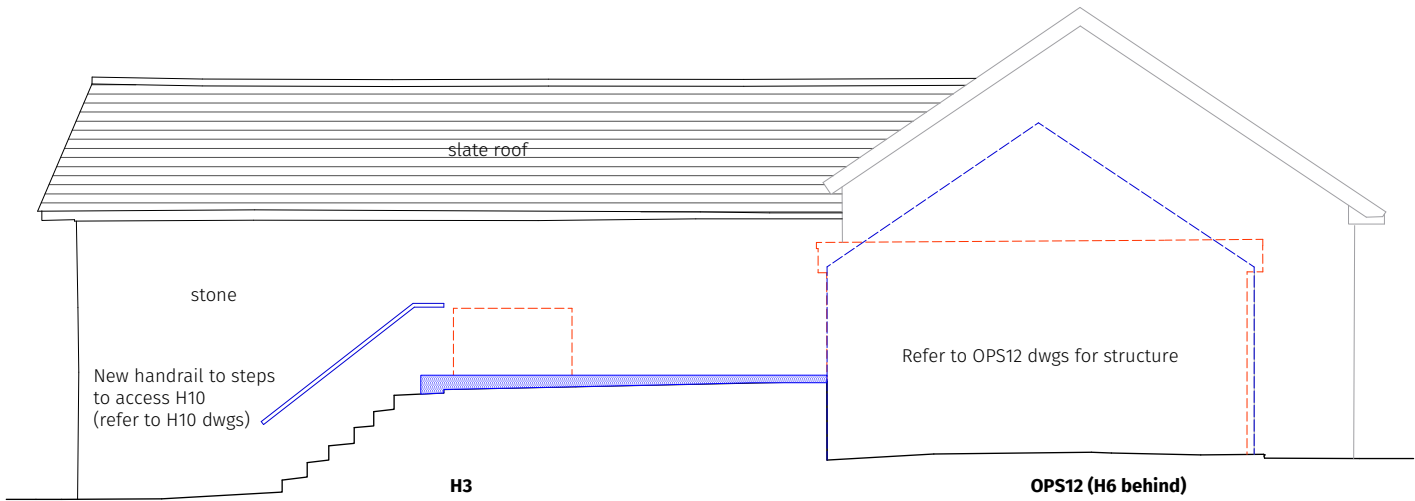 slate roof
stone
New handrail to steps
to access H10
(refer to H10 dwgs)
Refer to OPS12 dwgs for structure
H3
OPS12 (H6 behind)